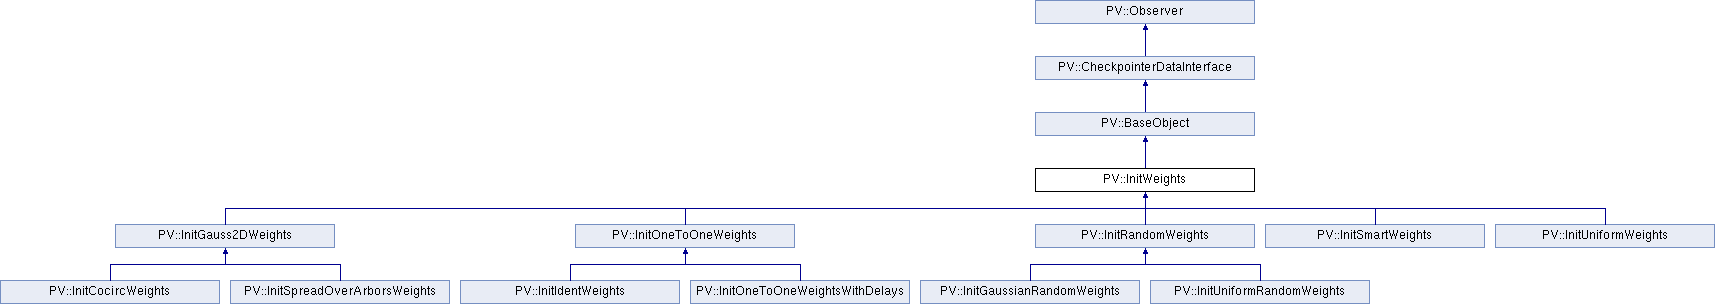 PV::Observer
PV::CheckpointerDataInterface
PV::BaseObject
PV::InitWeights
PV::InitGauss2DWeights
PV::InitOneToOneWeights
PV::InitRandomWeights
PV::InitSmartWeights
PV::InitUniformWeights
PV::InitCocircWeights
PV::InitSpreadOverArborsWeights
PV::InitIdentWeights
PV::InitOneToOneWeightsWithDelays
PV::InitGaussianRandomWeights
PV::InitUniformRandomWeights